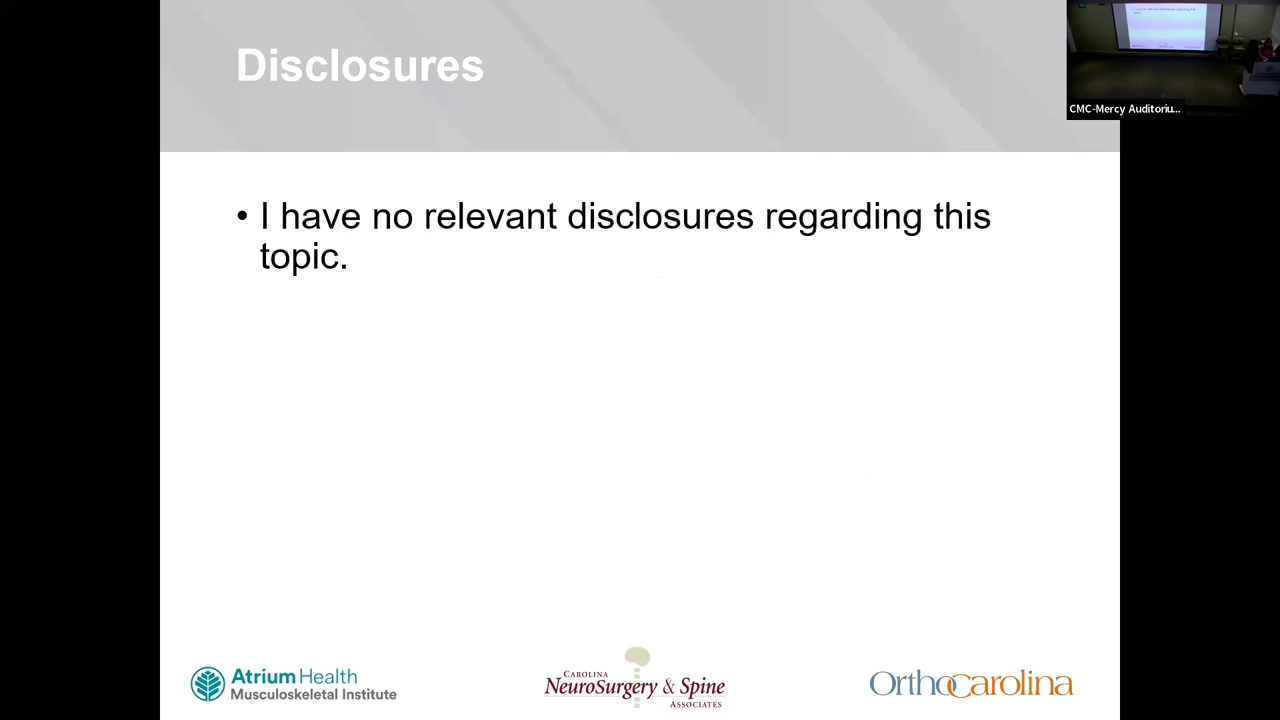 Disclosures
CMC-Mercy Auditoriu...
• I have no relevant disclosures regarding this
topic.
Atrium Health
Musculoskeletal Institute
CAROLINA
NEUROSURGERY & SPINE
ASSOCIATES
OrthoCarolina